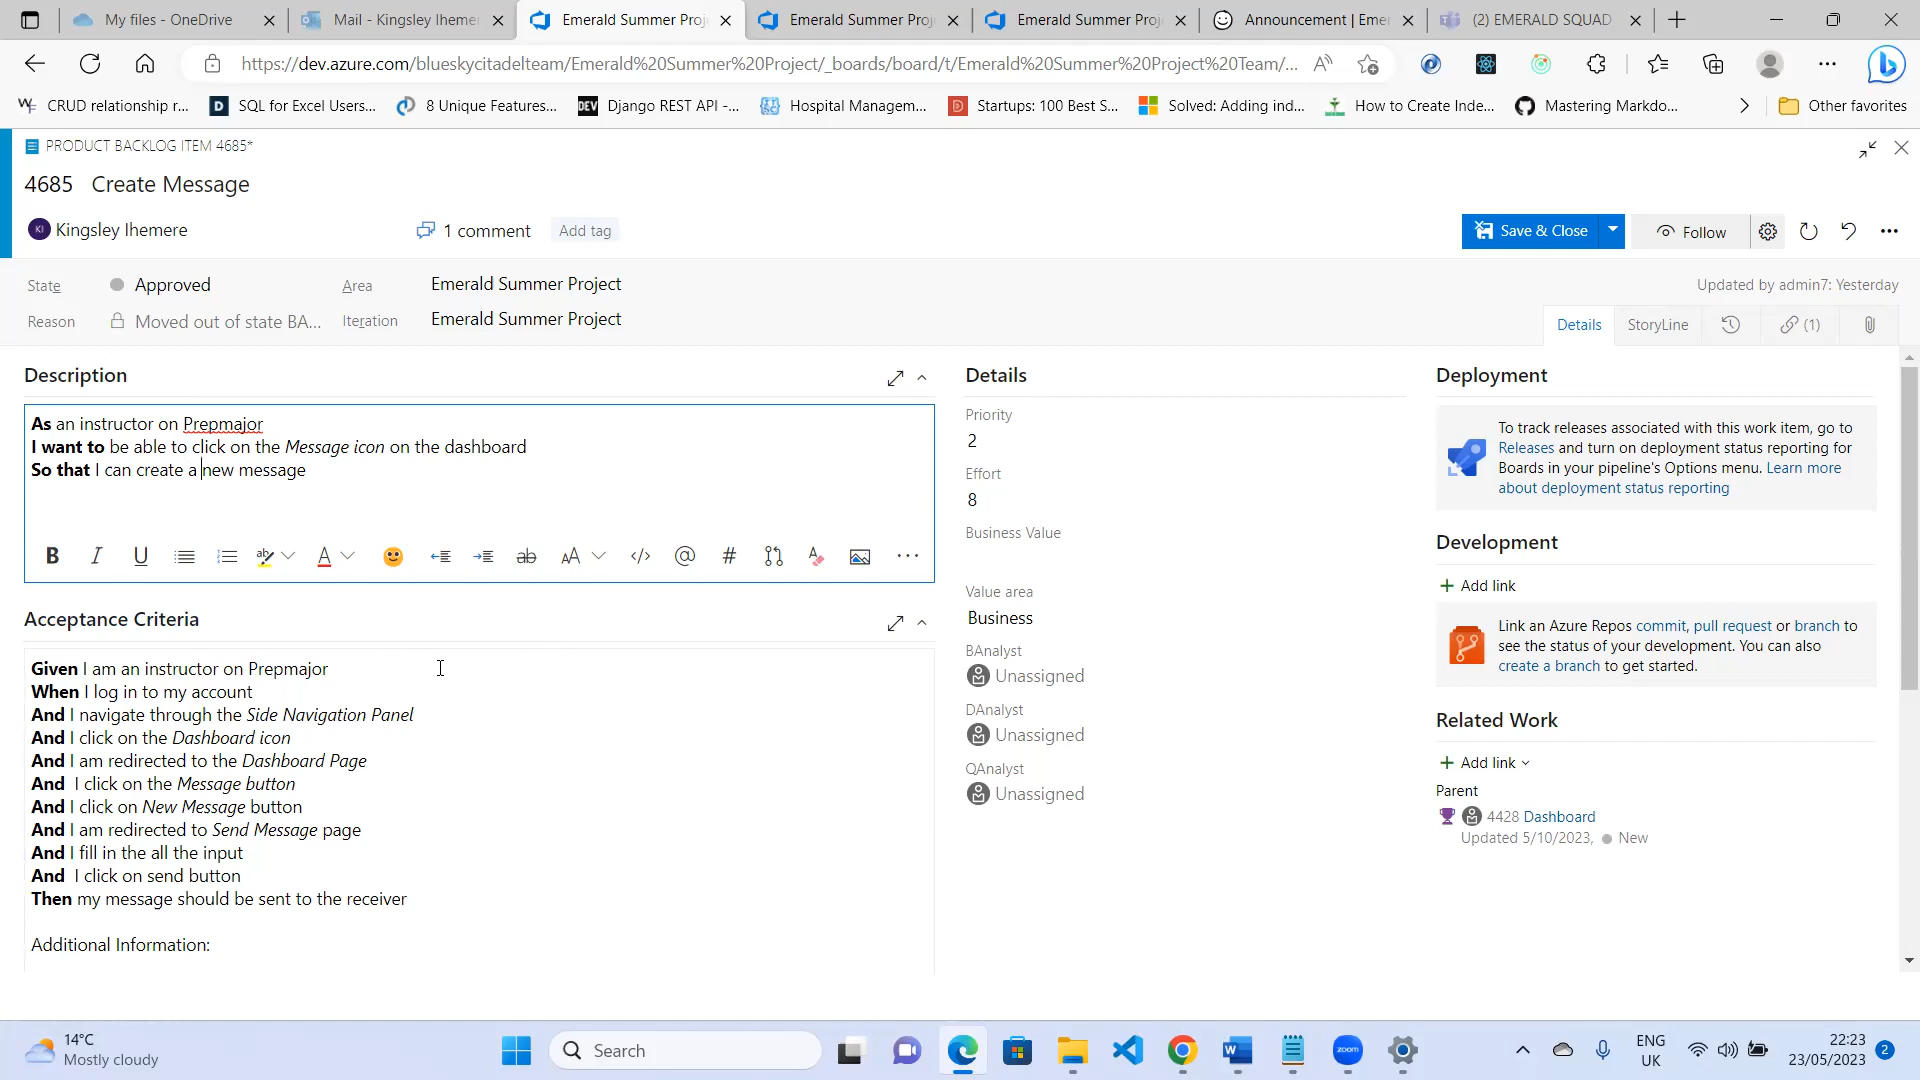 My files - OneDrive
Mail - Kingsley Iheme
Emerald Summer Proj
Emerald Summer Proj
Emerald Summer Proj
Announcement | Eme
(2) EMERALD SQUAD
https://dev.azure.com/blueskycitadelteam/Emerald%20Summer%20Project/_boards/board/t/Emerald%20Summer%20Project%20Team/...
CRUD relationship r...
SQL for Excel Users...
8 Unique Features...
Django REST API -...
Hospital Managem...
Startups: 100 Best S...
Solved: Adding ind...
How to Create Inde...
Mastering Markdo...
Other favorites
PRODUCT BACKLOG ITEM 4685*
4685 Create Message
KI Kingsley Ihemere
1 comment
Add tag
Save & Close
Follow
State
Approved
Area
Emerald Summer Project
Updated by admin7: Yesterday
Reason
Moved out of state BA...
Iteration
Emerald Summer Project
Details
StoryLine
(1)
Description
As an instructor on Prepmajor
I want to be able to click on the Message icon on the dashboard
So that I can create a new message
Acceptance Criteria
Given I am an instructor on Prepmajor
When I log in to my account
And I navigate through the Side Navigation Panel
And I click on the Dashboard icon
And I am redirected to the Dashboard Page
And  I click on the Message button
And I click on New Message button
And I am redirected to Send Message page
And I fill in the all the input
And  I click on send button
Then my message should be sent to the receiver
Additional Information:
Details
Priority
2
Effort
8
Business Value
Value area
Business
BAnalyst
Unassigned
DAnalyst
Unassigned
QAnalyst
Unassigned
Deployment
To track releases associated with this work item, go to
Releases and turn on deployment status reporting for
Boards in your pipeline's Options menu. Learn more
about deployment status reporting
Development
Add link
Link an Azure Repos commit, pull request or branch to
see the status of your development. You can also
create a branch to get started.
Related Work
Add link
Parent
4428 Dashboard
Updated 5/10/2023, New
14°C
Mostly cloudy
Search
zoom
ENG
UK
22:23
23/05/2023
2